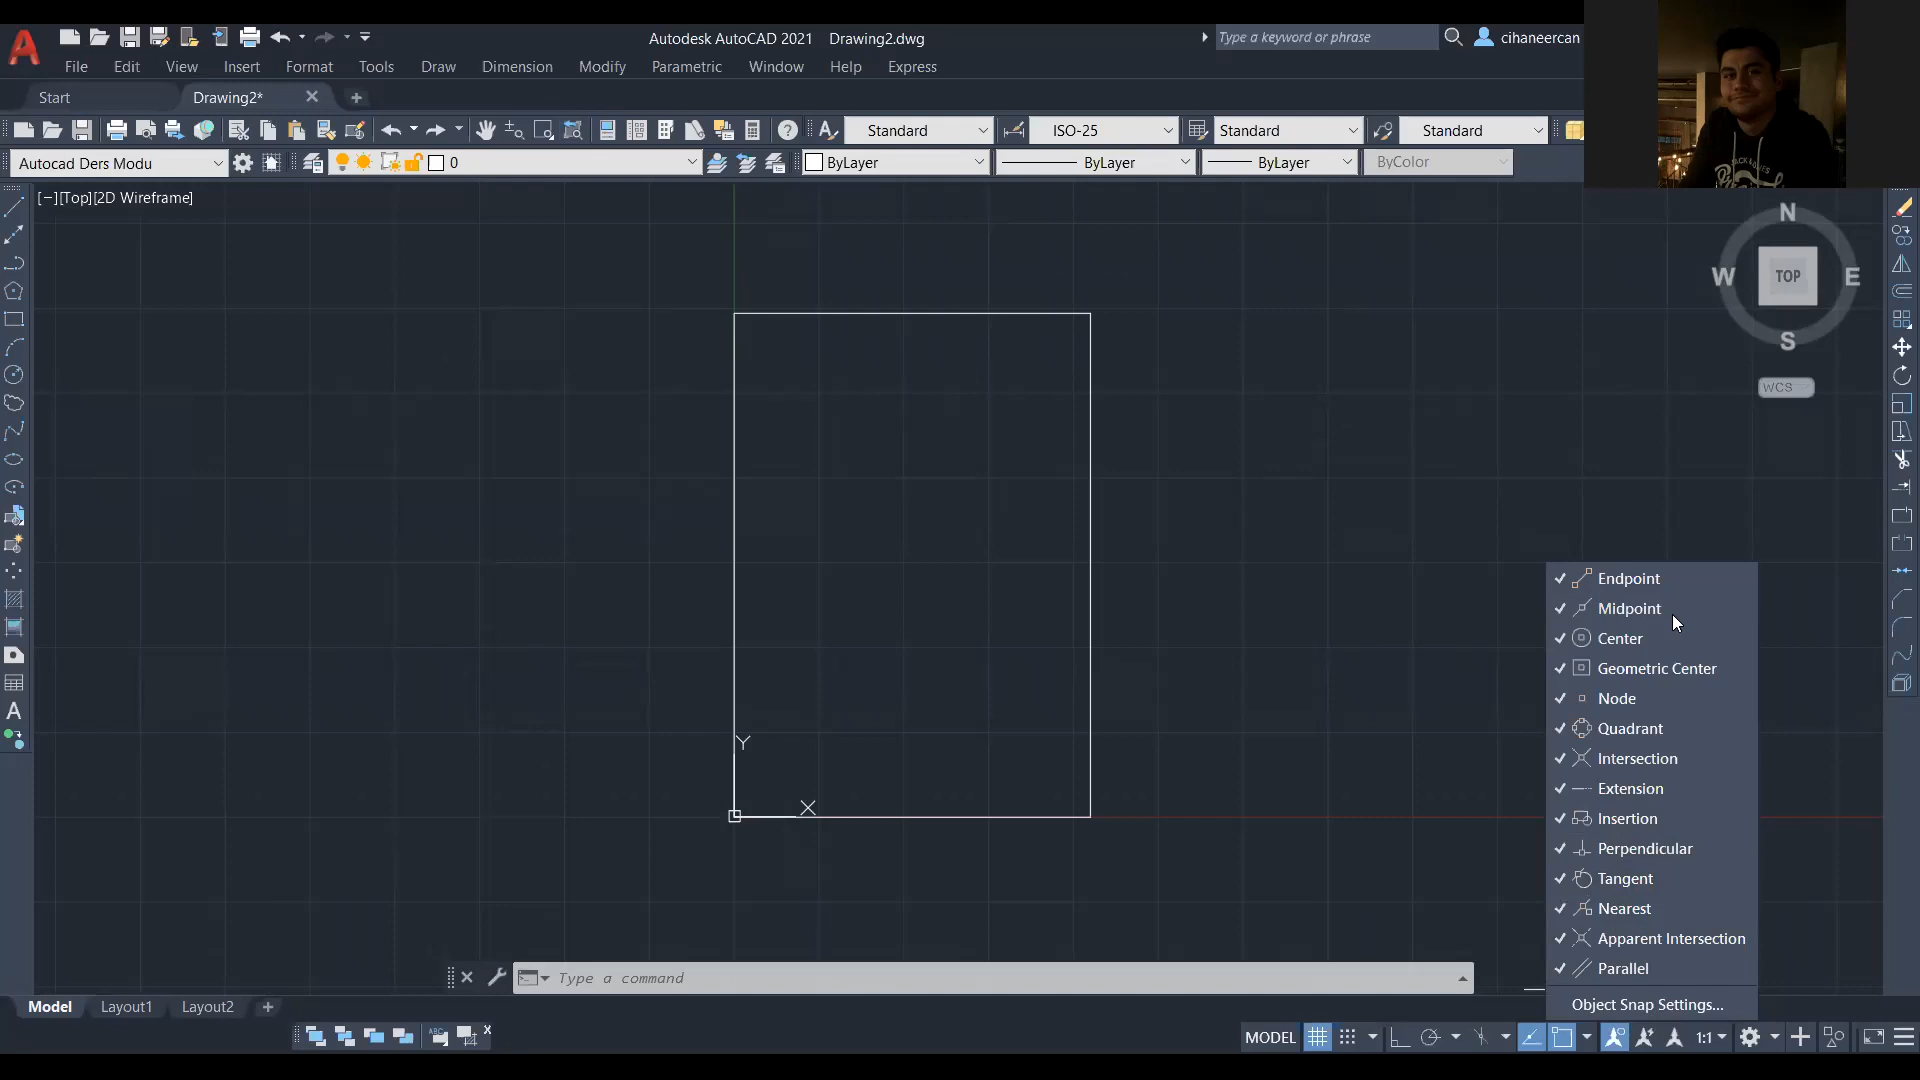 Autodesk AutoCAD 2021 Drawing2.dwg
Type a keyword or phrase
cihaneercan
File Edit View Insert Format Tools Draw Dimension Modify Parametric Window Help Express
Start Drawing2*
Standard ISO-25 Standard Standard
Autocad Ders Modu 0 ByLayer ByLayer ByLayer ByColor
[−][Top][2D Wireframe]
N
W TOP E
S
WCS
Y
X
Endpoint
Midpoint
Center
Geometric Center
Node
Quadrant
Intersection
Extension
Insertion
Perpendicular
Tangent
Nearest
Apparent Intersection
Parallel
Object Snap Settings...
Type a command
Model Layout1 Layout2
MODEL 1:1